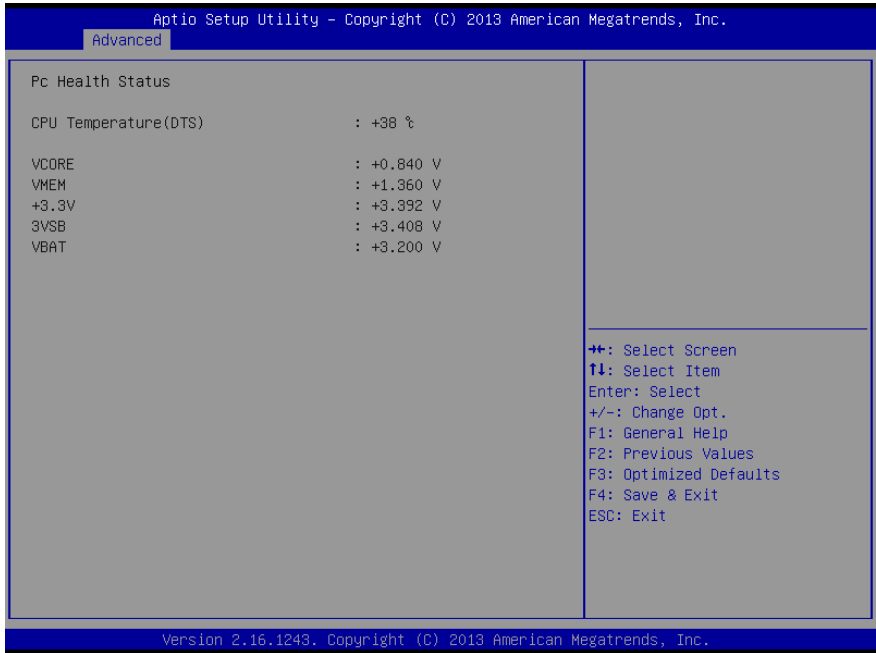 Aptio Setup Utility – Copyright (C) 2013 American Megatrends, Inc.
Advanced
Pc Health Status
CPU Temperature(DTS) : +38 ℃
VCORE : +0.840 V
VMEM : +1.360 V
+3.3V : +3.392 V
3VSB : +3.408 V
VBAT : +3.200 V
→←: Select Screen
↑↓: Select Item
Enter: Select
+/-: Change Opt.
F1: General Help
F2: Previous Values
F3: Optimized Defaults
F4: Save & Exit
ESC: Exit
Version 2.16.1243. Copyright (C) 2013 American Megatrends, Inc.